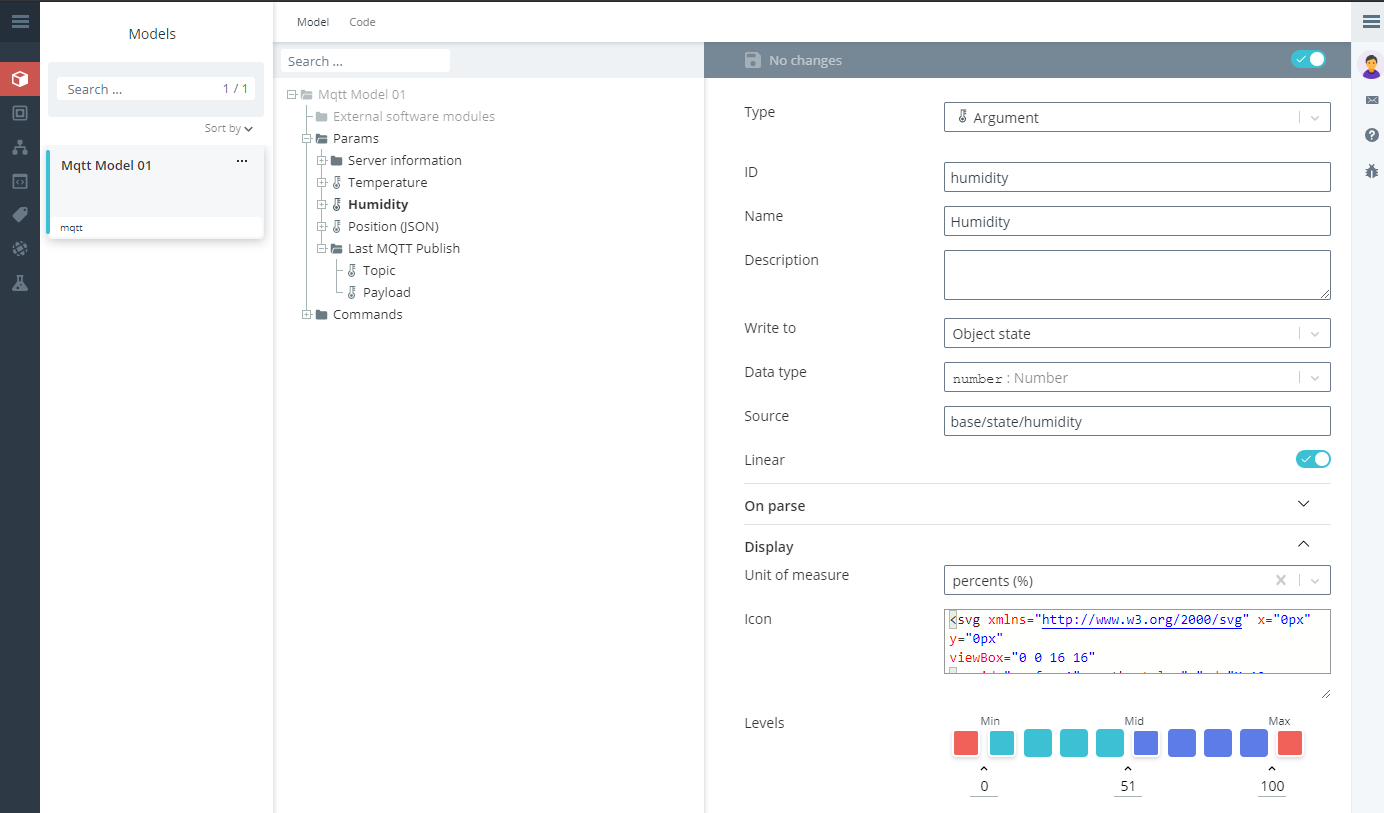 Models
Search ...
1 / 1
Sort by
Mqtt Model 01
...
mqtt
Model
Code
Search ...
Mqtt Model 01
External software modules
Params
Server information
Temperature
Humidity
Position (JSON)
Last MQTT Publish
Topic
Payload
Commands
No changes
Type
Argument
ID
humidity
Name
Humidity
Description
Write to
Object state
Data type
number : Number
Source
base/state/humidity
Linear
On parse
Display
Unit of measure
percents (%)
Icon
<svg xmlns="http://www.w3.org/2000/svg" x="0px"
y="0px"
viewBox="0 0 16 16"
Levels
Min
Mid
Max
0
51
100